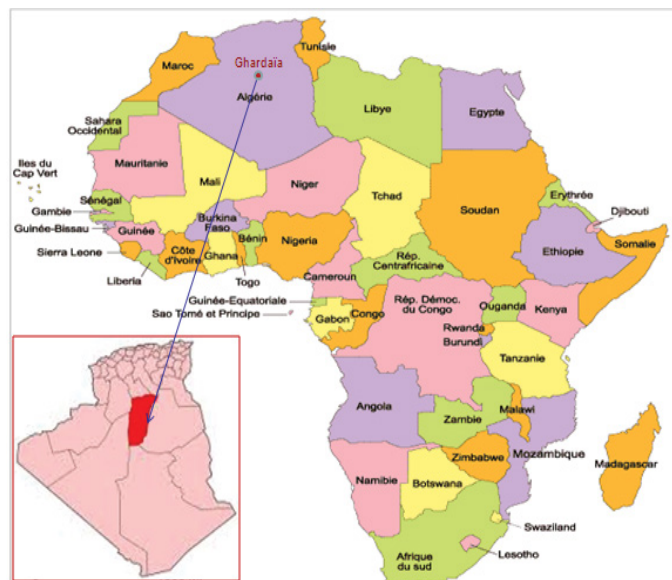 Tunisie
Maroc
Ghardaïa
Algérie
Libye
Egypte
Sahara
Occidental
Mauritanie
Iles du
Cap Vert
Mali
Niger
Tchad
Soudan
Erythrée
Djibouti
Sénégal
Gambie
Guinée-Bissau
Guinée
Burkina
Faso
Bénin
Nigeria
Ethiopie
Somalie
Sierra Leone
Côte
d'Ivoire
Ghana
Togo
Liberia
Cameroun
Rép.
Centrafricaine
Guinée-Equatoriale
Sao Tomé et Principe
Gabon
Congo
Rép. Démoc.
du Congo
Ouganda
Kenya
Rwanda
Burundi
Tanzanie
Angola
Zambie
Malawi
Mozambique
Zimbabwe
Madagascar
Namibie
Botswana
Swaziland
Lesotho
Afrique
du sud